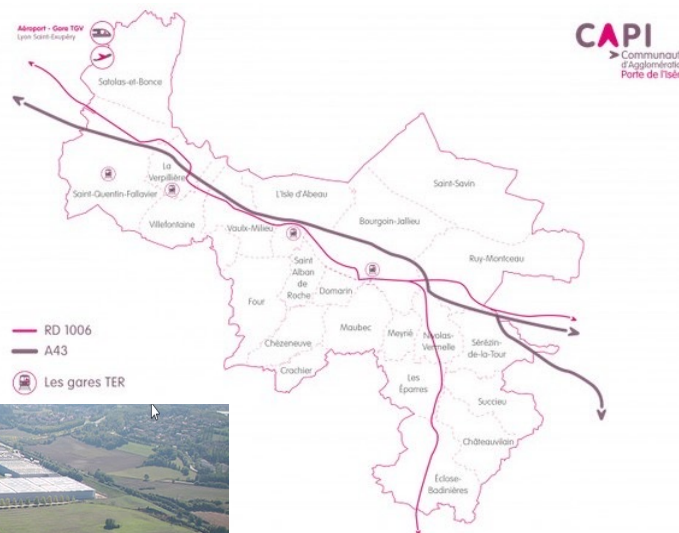 Aéroport - Gare TGV
Lyon Saint-Exupéry
CAPI
Communauté
d'Agglomération
Porte de l'Isère
Satolas-et-Bonce
La
Verpillière
Saint-Quentin-Fallavier
Villefontaine
Vaulx-Milieu
L'Isle d'Abeau
Saint-Savin
Bourgoin-Jallieu
Ruy-Montceau
Saint
Alban
de
Roche
Domarin
Four
Maubec
Meyrié
Nivolas-
Vermelle
Sérézin-
de-la-Tour
Chèzeneuve
Crachier
Les
Éparres
Succieu
Châteauvilain
Éclose-
Badinières
RD 1006
A43
Les gares TER